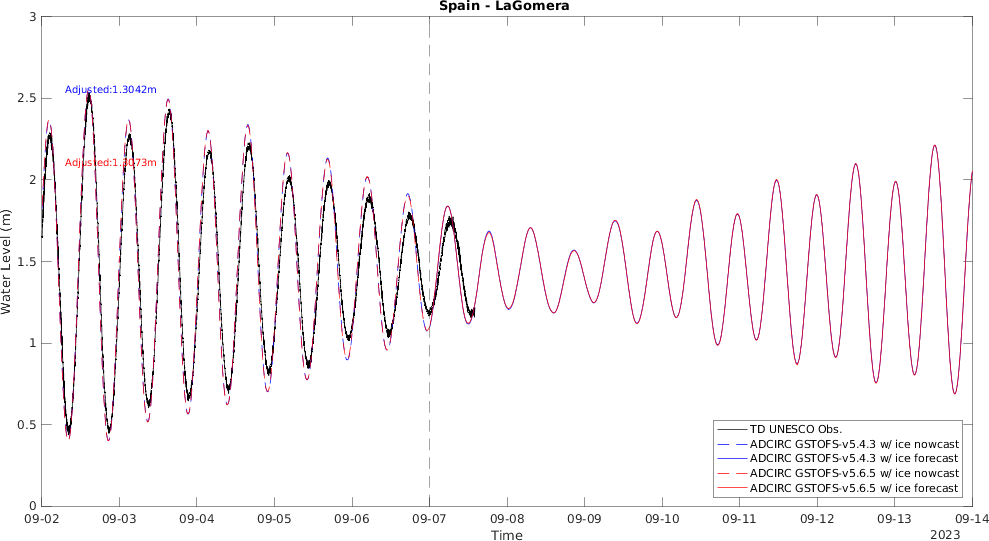 Spain - LaGomera
3
2.5
2
1.5
1
0.5
0
Water Level (m)
Adjusted:1.3042m
Adjusted:1.3073m
TD UNESCO Obs.
ADCIRC GSTOFS-v5.4.3 w/ ice nowcast
ADCIRC GSTOFS-v5.4.3 w/ ice forecast
ADCIRC GSTOFS-v5.6.5 w/ ice nowcast
ADCIRC GSTOFS-v5.6.5 w/ ice forecast
09-02 09-03 09-04 09-05 09-06 09-07 09-08 09-09 09-10 09-11 09-12 09-13 09-14
Time
2023